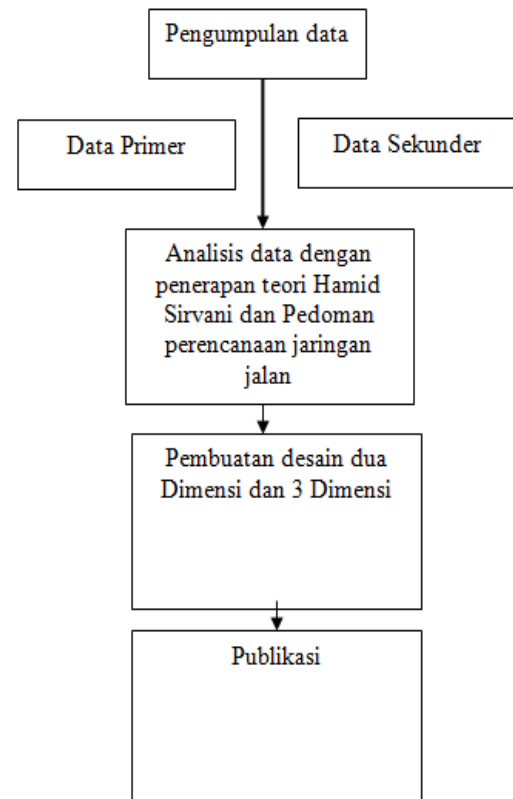 Pengumpulan data
Data Primer
Data Sekunder
Analisis data dengan
penerapan teori Hamid
Sirvani dan Pedoman
perencanaan jaringan
jalan
Pembuatan desain dua
Dimensi dan 3 Dimensi
Publikasi